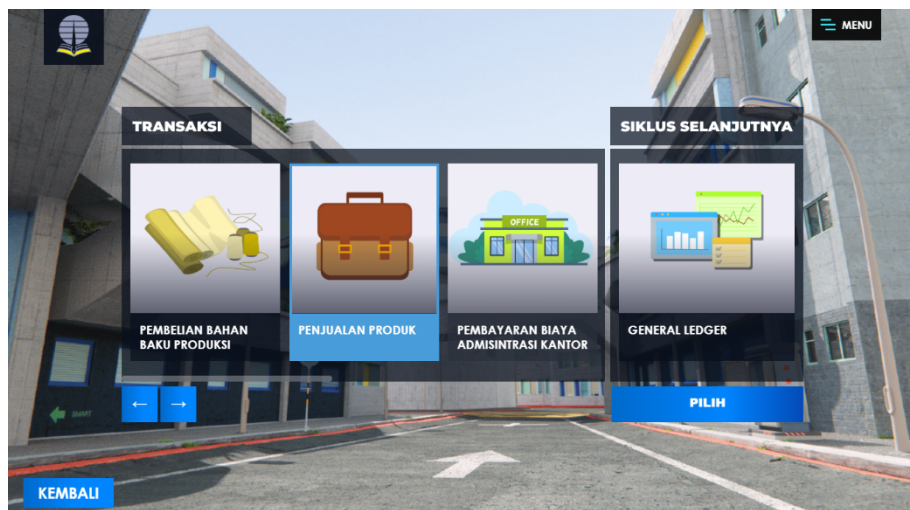 MENU
TRANSAKSI
SIKLUS SELANJUTNYA
OFFICE
PEMBELIAN BAHAN
BAKU PRODUKSI
PENJUALAN PRODUK
PEMBAYARAN BIAYA
ADMISINTRASI KANTOR
GENERAL LEDGER
← →
PILIH
KEMBALI